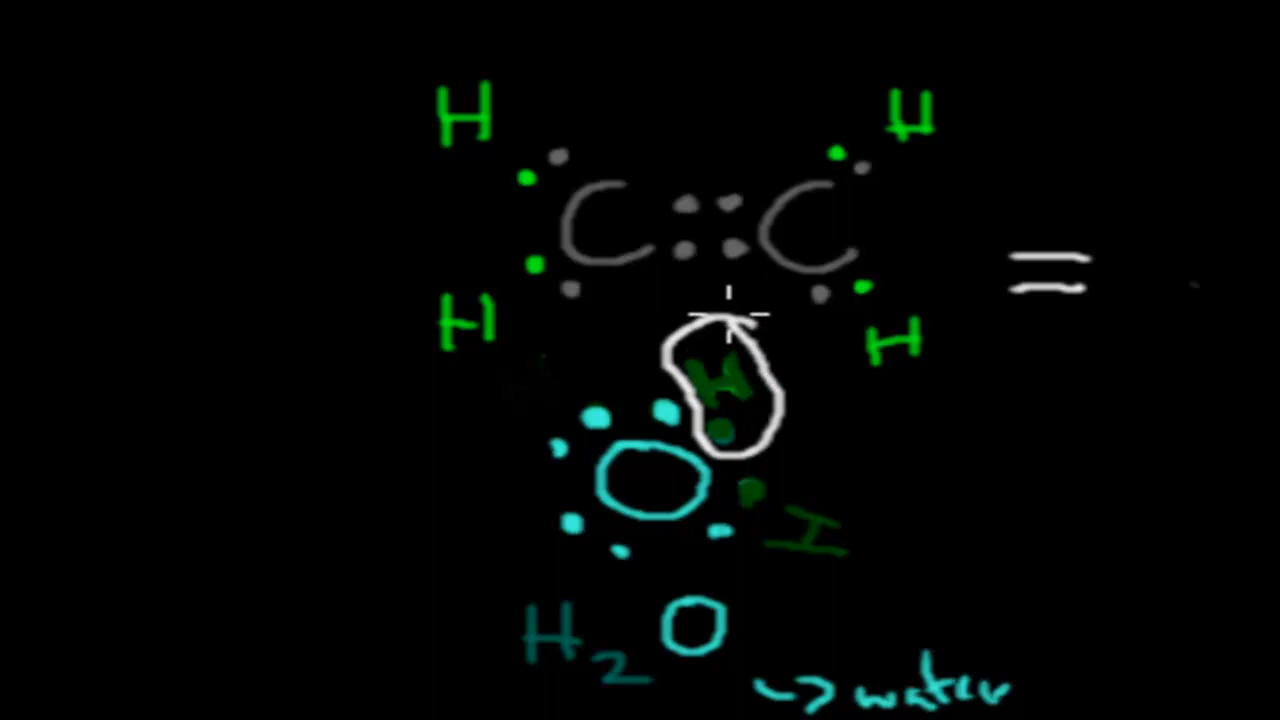 H H
C :: C
H H =
H
O
H
H2O
→ water